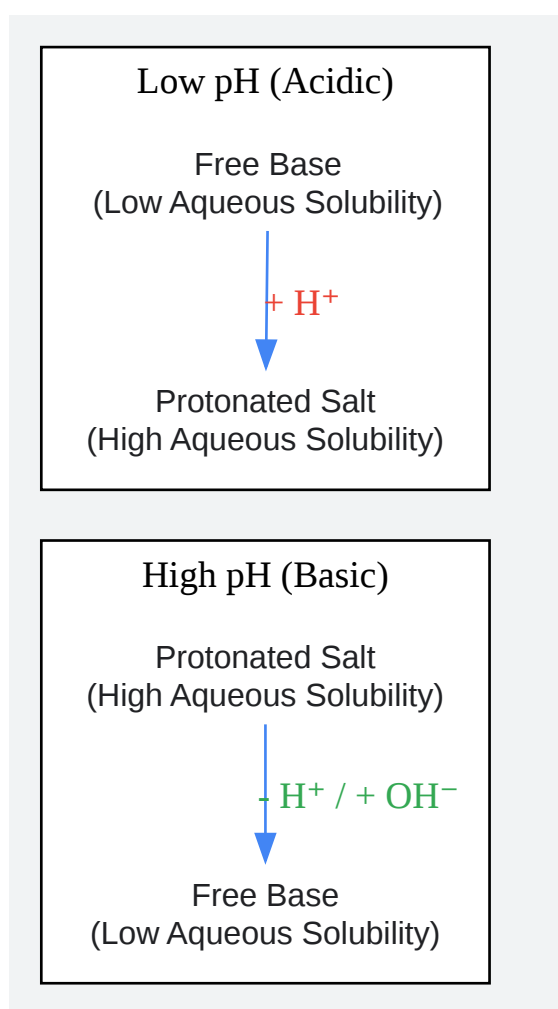 Low pH (Acidic)
Free Base
(Low Aqueous Solubility)
+ H⁺
Protonated Salt
(High Aqueous Solubility)
High pH (Basic)
Protonated Salt
(High Aqueous Solubility)
- H⁺ / + OH⁻
Free Base
(Low Aqueous Solubility)